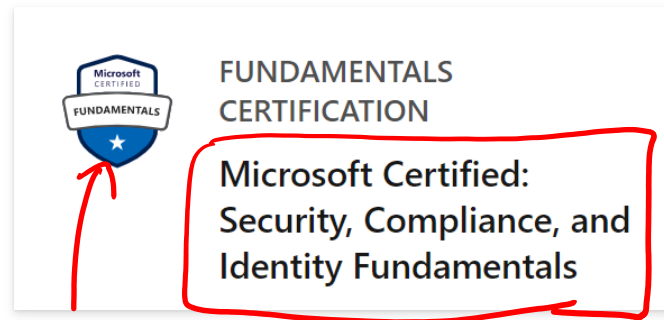 Microsoft
CERTIFIED
FUNDAMENTALS
FUNDAMENTALS
CERTIFICATION
Microsoft Certified:
Security, Compliance, and
Identity Fundamentals